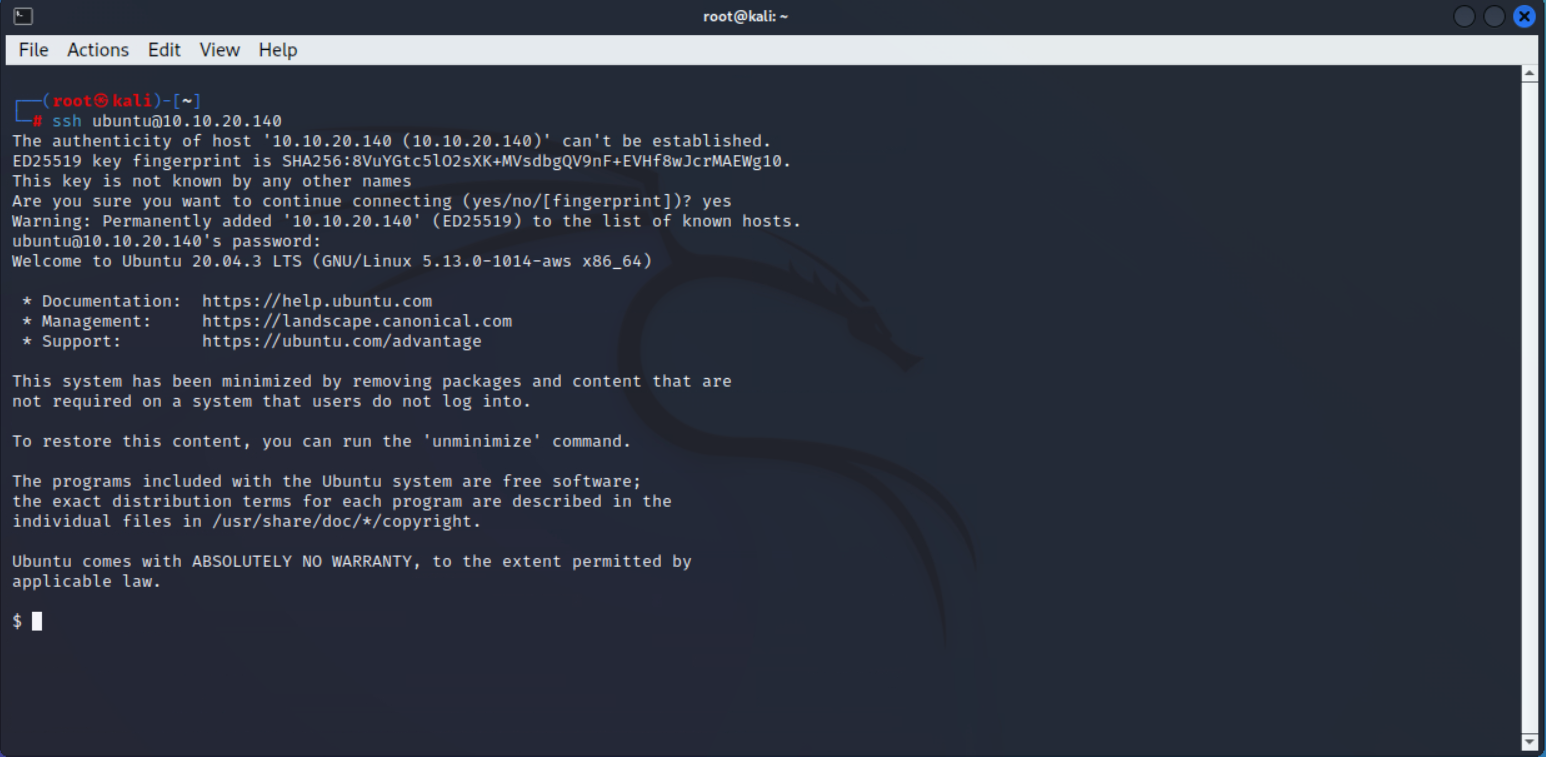 root@kali: ~
File Actions Edit View Help
┌──(root㉿kali)-[~]
└─# ssh ubuntu@10.10.20.140
The authenticity of host '10.10.20.140 (10.10.20.140)' can't be established.
ED25519 key fingerprint is SHA256:8VuYGtc5lO2sXK+MVsdbgQV9nF+EVHf8wJcrMAEWg10.
This key is not known by any other names
Are you sure you want to continue connecting (yes/no/[fingerprint])? yes
Warning: Permanently added '10.10.20.140' (ED25519) to the list of known hosts.
ubuntu@10.10.20.140's password:
Welcome to Ubuntu 20.04.3 LTS (GNU/Linux 5.13.0-1014-aws x86_64)
* Documentation: https://help.ubuntu.com
* Management: https://landscape.canonical.com
* Support: https://ubuntu.com/advantage
This system has been minimized by removing packages and content that are
not required on a system that users do not log into.
To restore this content, you can run the 'unminimize' command.
The programs included with the Ubuntu system are free software;
the exact distribution terms for each program are described in the
individual files in /usr/share/doc/*/copyright.
Ubuntu comes with ABSOLUTELY NO WARRANTY, to the extent permitted by
applicable law.
$